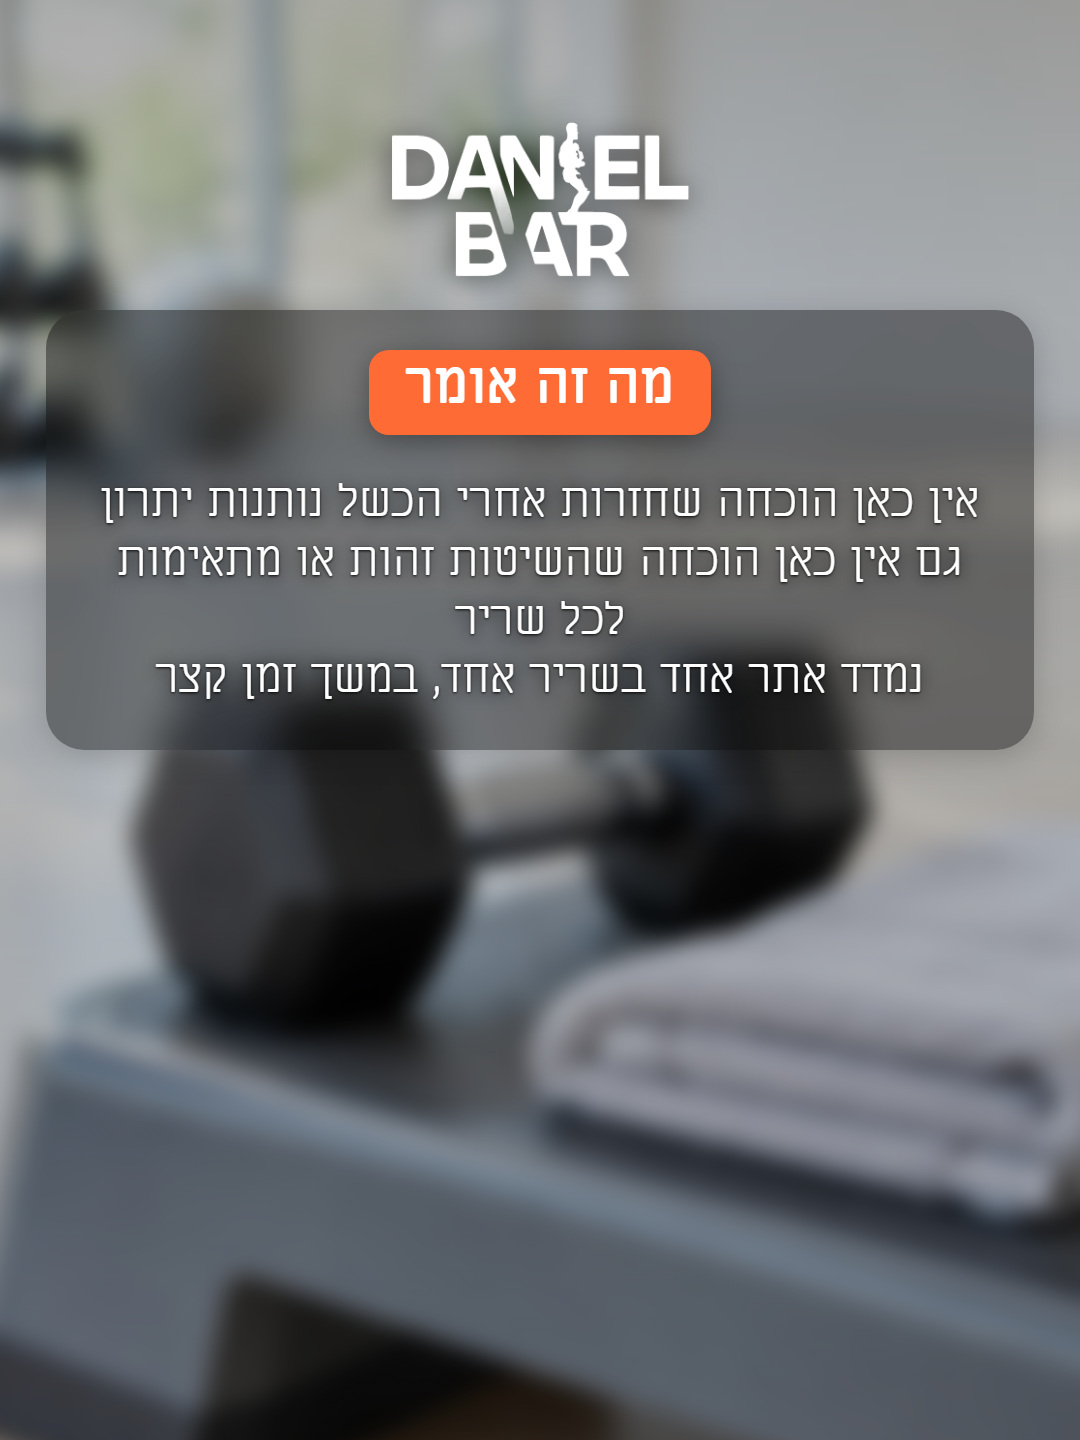 DANIEL
BAR
מה זה אומר
אין כאן הוכחה שחזרות אחרי הכשל נותנות יתרון
גם אין כאן הוכחה שהשיטות זהות או מתאימות
לכל שריר
נמדד אתר אחד בשריר אחד, במשך זמן קצר